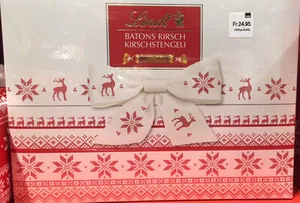 Lindt
BATONS KIRSCH
KIRSCHSTENGELI
Fr.24.95